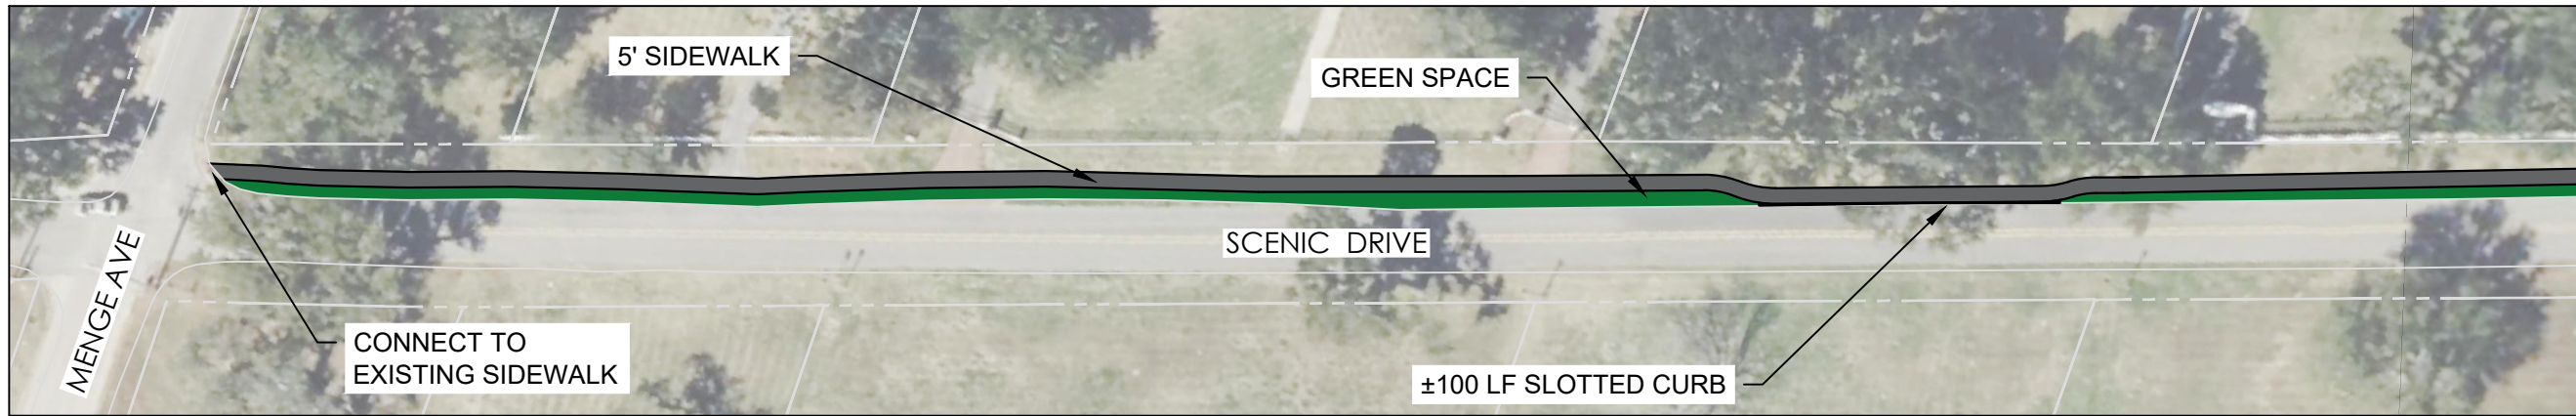 5' SIDEWALK
GREEN SPACE
SCENIC DRIVE
MENGE AVE
CONNECT TO
EXISTING SIDEWALK
±100 LF SLOTTED CURB